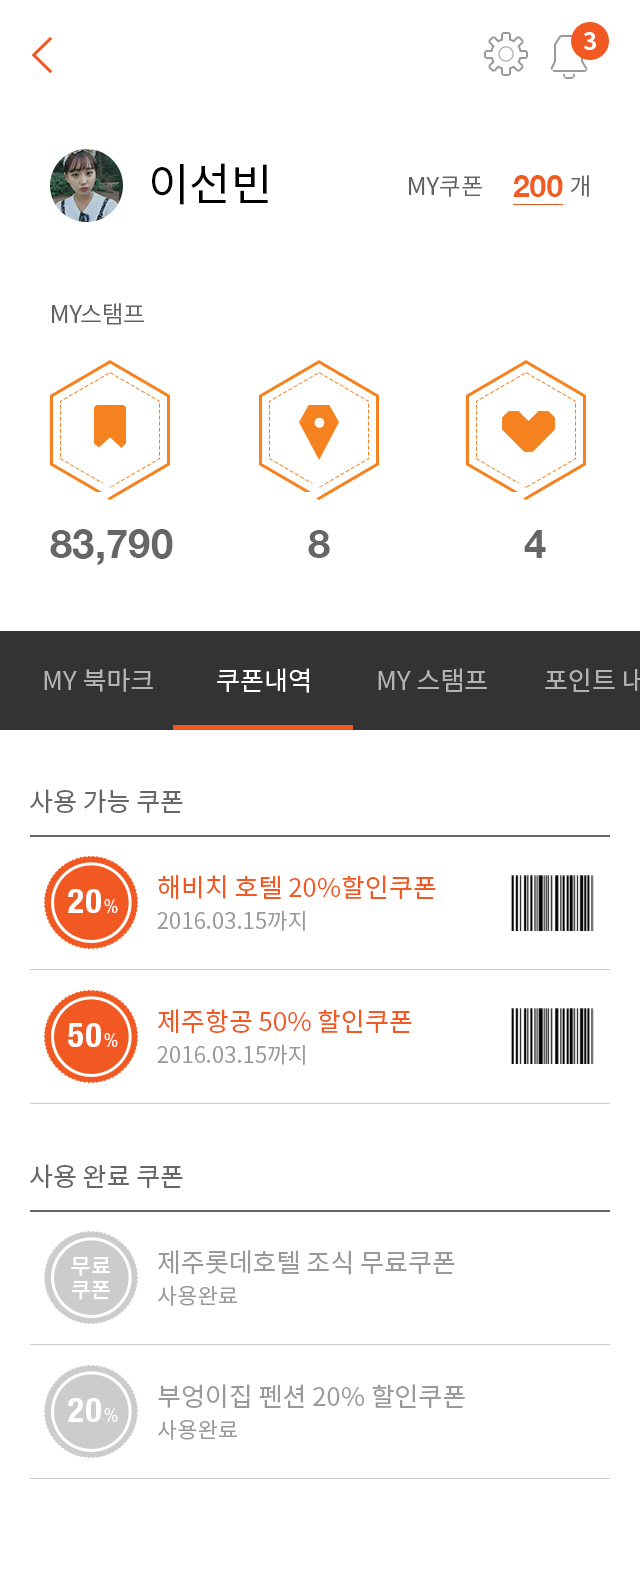 3
이선빈
MY쿠폰 200 개
MY스탬프
83,790 8 4
MY 북마크 쿠폰내역 MY 스탬프 포인트 내
사용 가능 쿠폰
20% 해비치 호텔 20%할인쿠폰
2016.03.15까지
50% 제주항공 50% 할인쿠폰
2016.03.15까지
사용 완료 쿠폰
무료
쿠폰
제주롯데호텔 조식 무료쿠폰
사용완료
20% 부엉이집 펜션 20% 할인쿠폰
사용완료